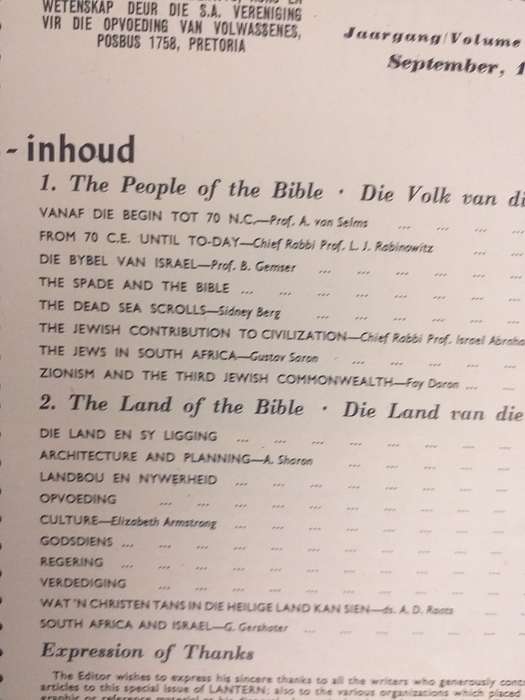 WETENSKAP DEUR DIE S.A. VERENIGING
VIR DIE OPVOEDING VAN VOLWASSENES,
POSBUS 1758, PRETORIA
Jaargang/Volume
September, 1
- inhoud
1. The People of the Bible · Die Volk van di
VANAF DIE BEGIN TOT 70 N.C.—Prof. A. van Selms ... ... ...
FROM 70 C.E. UNTIL TO-DAY—Chief Rabbi Prof. L. J. Rabinowitz ... ...
DIE BYBEL VAN ISRAEL—Prof. B. Gemser ... ... ... ... ...
THE SPADE AND THE BIBLE ... ... ... ... ... ... ...
THE DEAD SEA SCROLLS—Sidney Berg ... ... ... ... ...
THE JEWISH CONTRIBUTION TO CIVILIZATION—Chief Rabbi Prof. Israel Abraha
THE JEWS IN SOUTH AFRICA—Gustav Saron ... ... ... ...
ZIONISM AND THE THIRD JEWISH COMMONWEALTH—Fay Doron ... ...
2. The Land of the Bible · Die Land van die
DIE LAND EN SY LIGGING ... ... ... ... ... ... ...
ARCHITECTURE AND PLANNING—A. Sharon ... ... ... ...
LANDBOU EN NYWERHEID ... ... ... ... ... ... ...
OPVOEDING ... ... ... ... ... ... ... ...
CULTURE—Elizabeth Armstrong ... ... ... ... ... ... ...
GODSDIENS ... ... ... ... ... ... ... ... ...
REGERING ... ... ... ... ... ... ... ... ...
VERDEDIGING ... ... ... ... ... ... ... ...
WAT 'N CHRISTEN TANS IN DIE HEILIGE LAND KAN SIEN—ds. A. D. Roots ...
SOUTH AFRICA AND ISRAEL—G. Gershater ... ... ... ... ...
Expression of Thanks
The Editor wishes to express his sincere thanks to all the writers who generously cont
articles to this special issue of LANTERN; also to the various organizations which placed